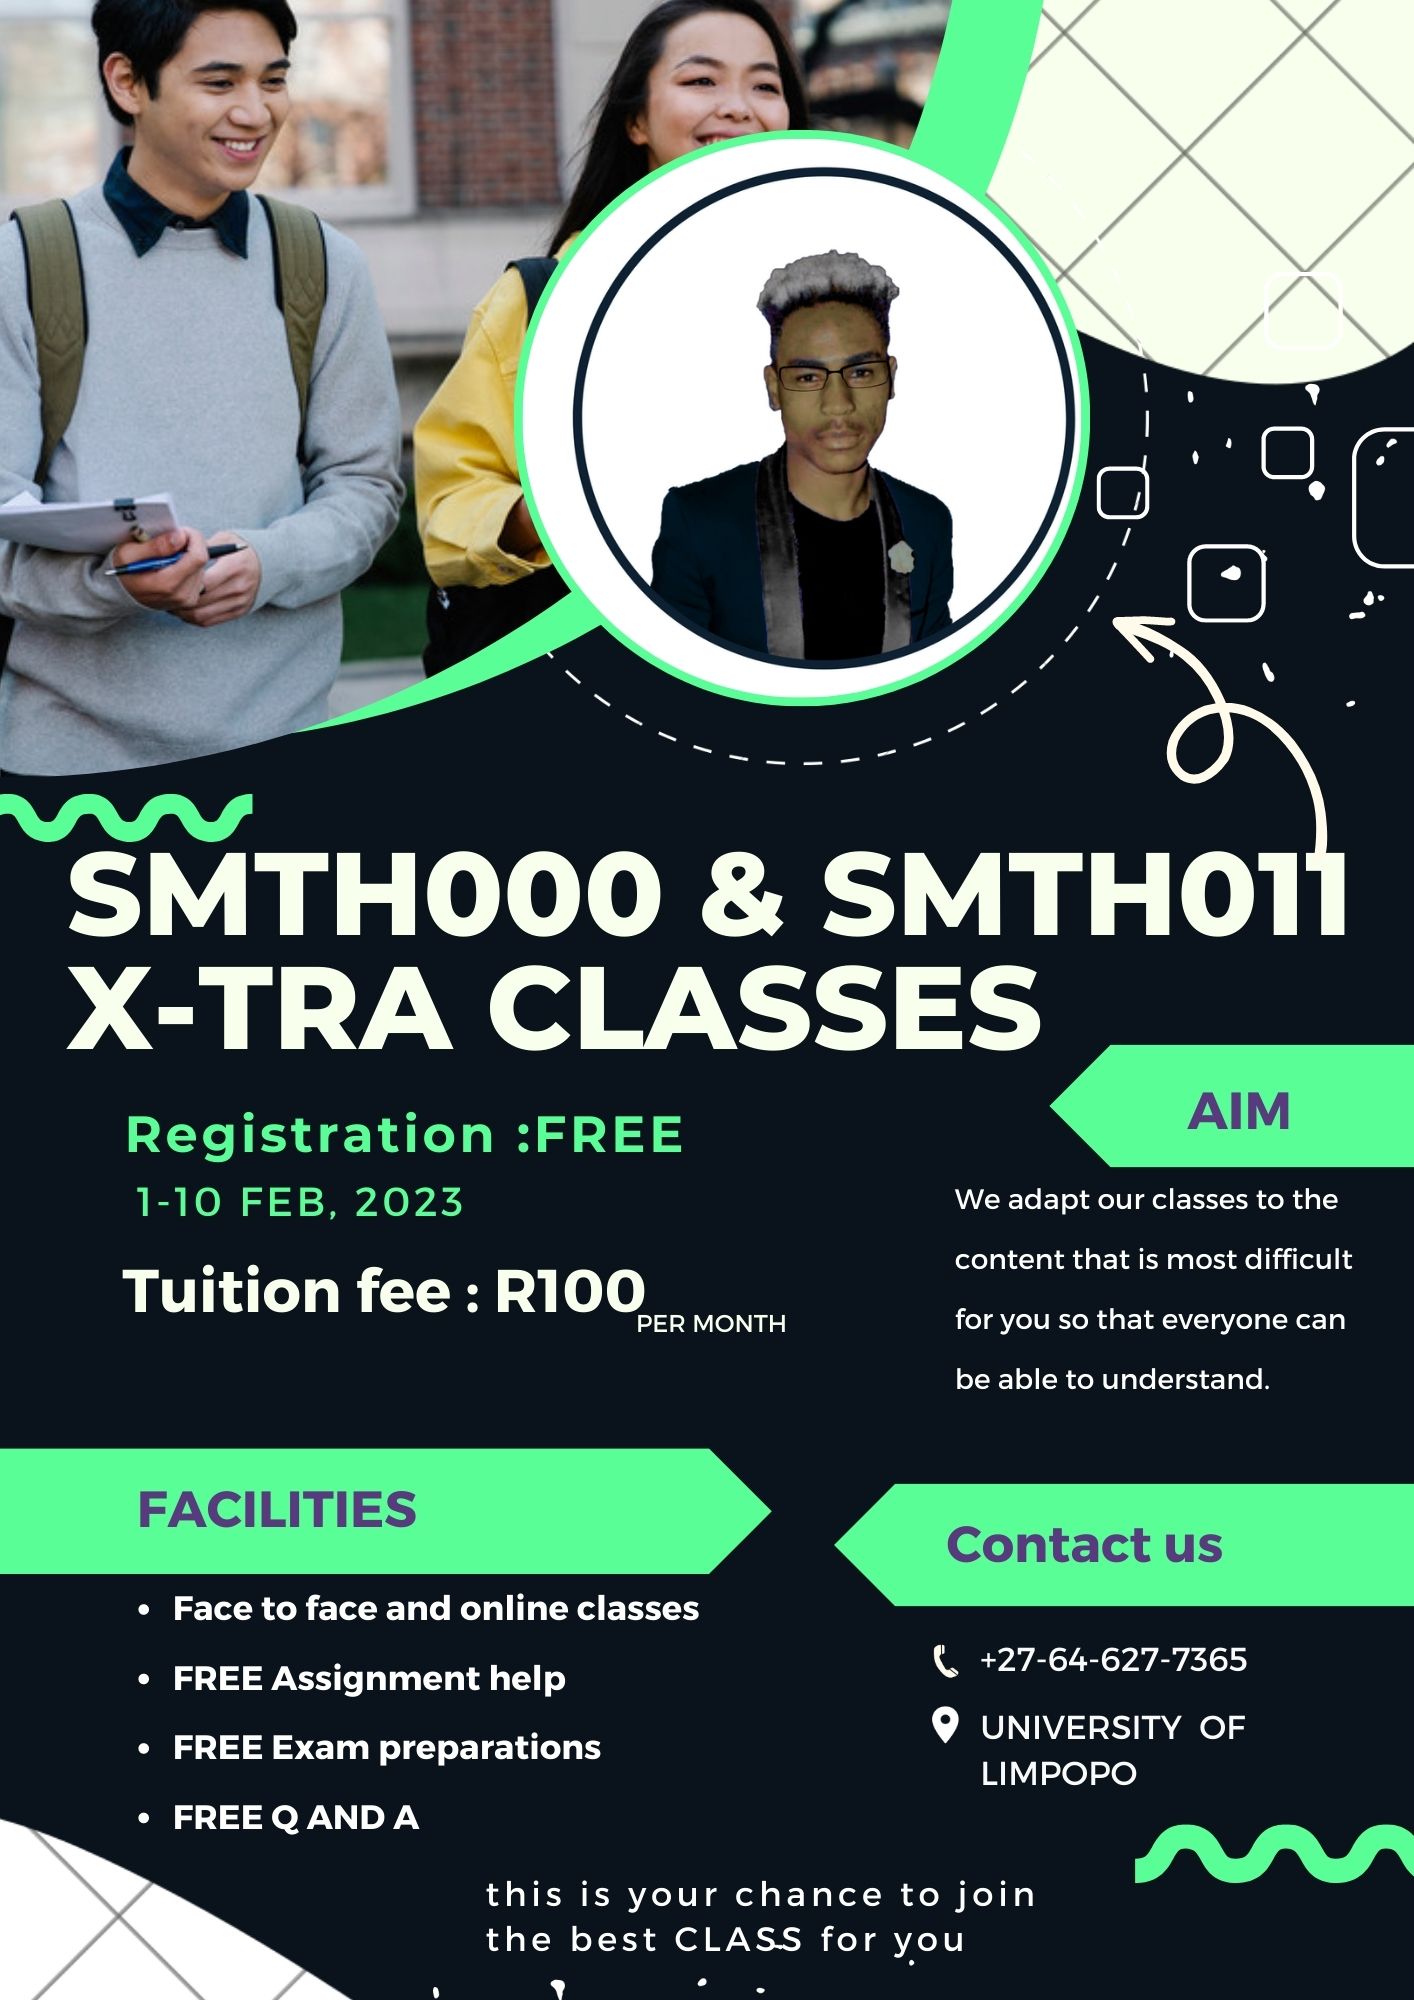 SMTH000 & SMTH011
X-TRA CLASSES
Registration :FREE
1-10 FEB, 2023
Tuition fee : R100
PER MONTH
AIM
We adapt our classes to the
content that is most difficult
for you so that everyone can
be able to understand.
FACILITIES
• Face to face and online classes
• FREE Assignment help
• FREE Exam preparations
• FREE Q AND A
Contact us
+27-64-627-7365
UNIVERSITY OF
LIMPOPO
this is your chance to join
the best CLASS for you